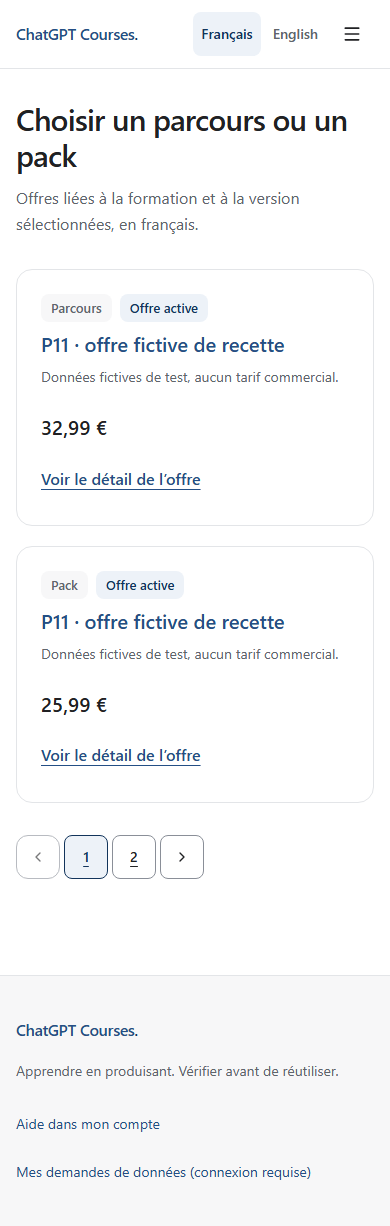 ChatGPT Courses.
Français
English
Choisir un parcours ou un
pack
Offres liées à la formation et à la version
sélectionnées, en français.
Parcours
Offre active
P11 · offre fictive de recette
Données fictives de test, aucun tarif commercial.
32,99 €
Voir le détail de l’offre
Pack
Offre active
P11 · offre fictive de recette
Données fictives de test, aucun tarif commercial.
25,99 €
Voir le détail de l’offre
1
2
ChatGPT Courses.
Apprendre en produisant. Vérifier avant de réutiliser.
Aide dans mon compte
Mes demandes de données (connexion requise)